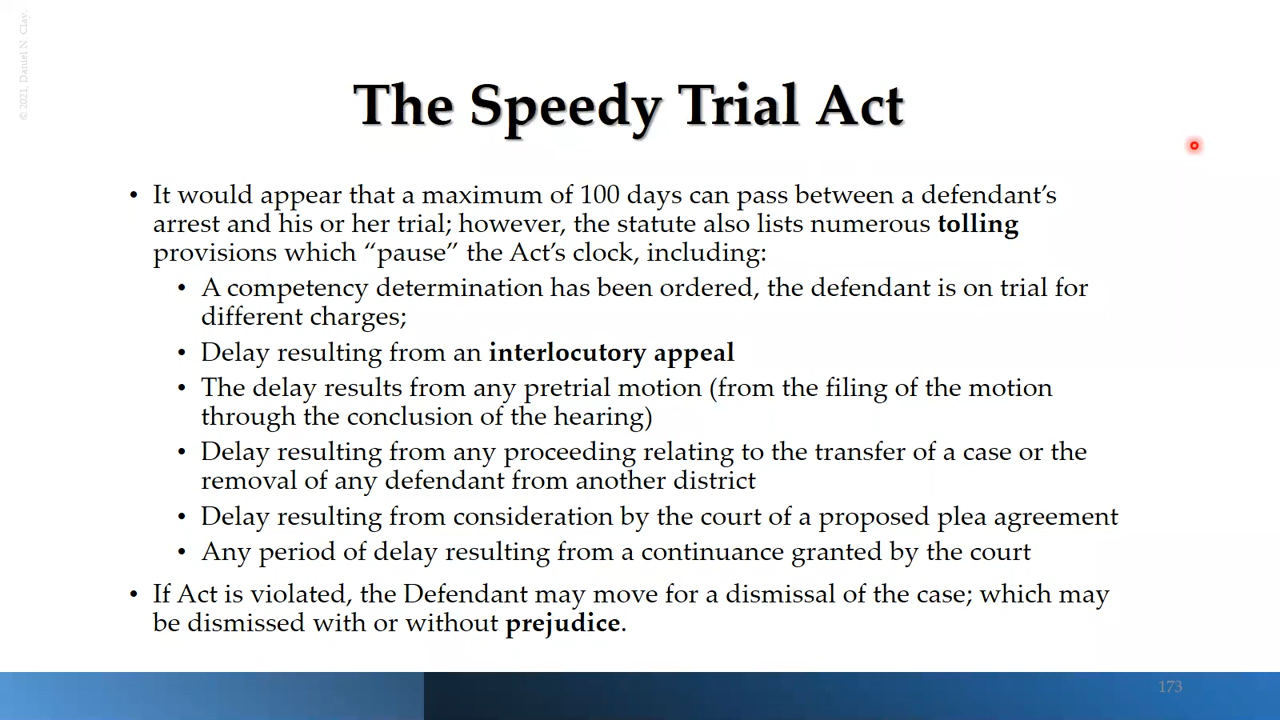 © 2021, Daniel N. Clay.
The Speedy Trial Act
• It would appear that a maximum of 100 days can pass between a defendant’s
arrest and his or her trial; however, the statute also lists numerous tolling
provisions which “pause” the Act’s clock, including:
• A competency determination has been ordered, the defendant is on trial for
different charges;
• Delay resulting from an interlocutory appeal
• The delay results from any pretrial motion (from the filing of the motion
through the conclusion of the hearing)
• Delay resulting from any proceeding relating to the transfer of a case or the
removal of any defendant from another district
• Delay resulting from consideration by the court of a proposed plea agreement
• Any period of delay resulting from a continuance granted by the court
• If Act is violated, the Defendant may move for a dismissal of the case; which may
be dismissed with or without prejudice.
173